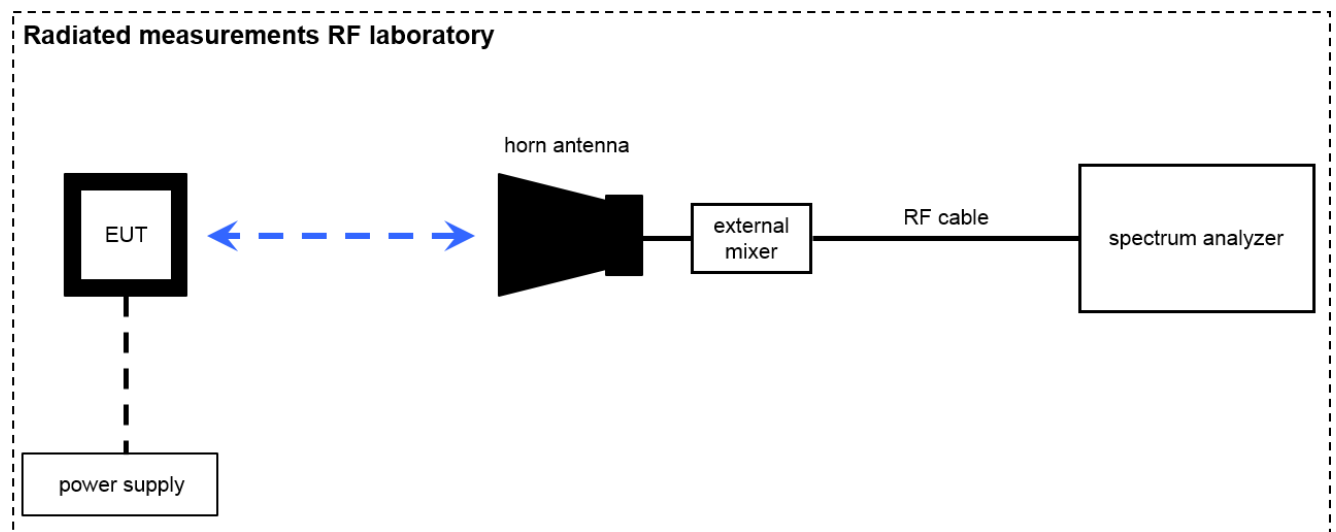 Radiated measurements RF laboratory
horn antenna
EUT
external
mixer
RF cable
spectrum analyzer
power supply